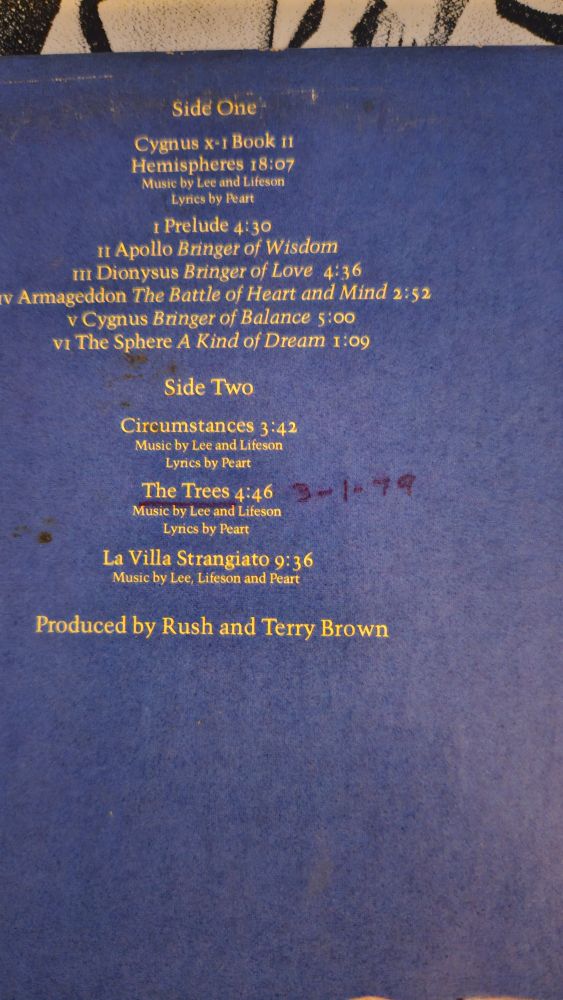 Side One
Cygnus x-1 Book II
Hemispheres 18:07
Music by Lee and Lifeson
Lyrics by Peart
I Prelude 4:30
II Apollo Bringer of Wisdom
III Dionysus Bringer of Love 4:36
IV Armageddon The Battle of Heart and Mind 2:52
V Cygnus Bringer of Balance 5:00
VI The Sphere A Kind of Dream 1:09
Side Two
Circumstances 3:42
Music by Lee and Lifeson
Lyrics by Peart
The Trees 4:46 3-1-79
Music by Lee and Lifeson
Lyrics by Peart
La Villa Strangiato 9:36
Music by Lee, Lifeson and Peart
Produced by Rush and Terry Brown